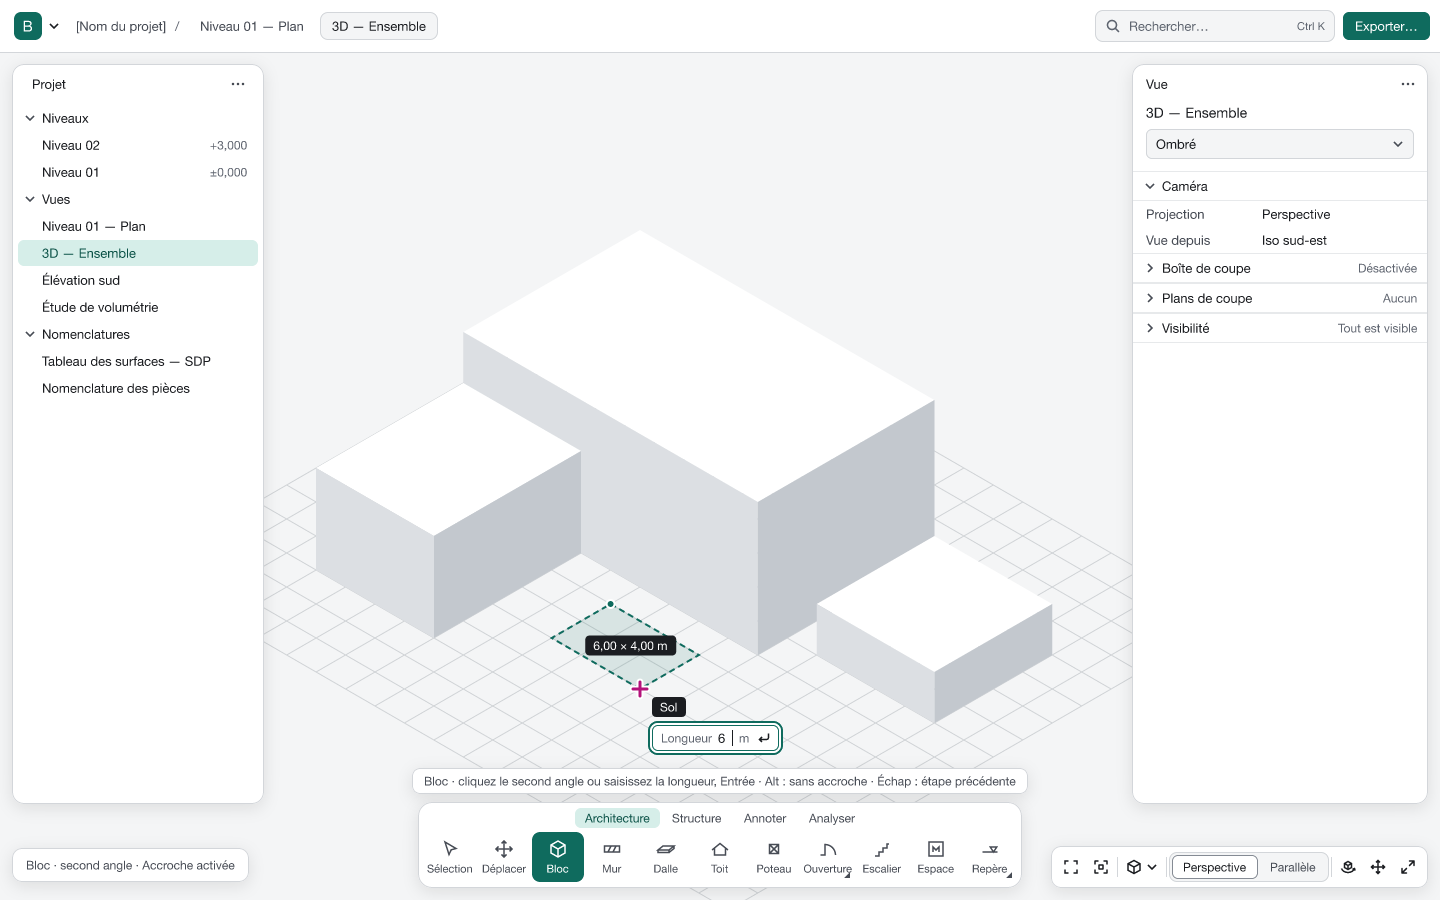 B
[Nom du projet] /
Niveau 01 — Plan
3D — Ensemble
Rechercher…
Ctrl K
Exporter…
Projet
Niveaux
Niveau 02 +3,000
Niveau 01 ±0,000
Vues
Niveau 01 — Plan
3D — Ensemble
Élévation sud
Étude de volumétrie
Nomenclatures
Tableau des surfaces — SDP
Nomenclature des pièces
Vue
3D — Ensemble
Ombré
Caméra
Projection Perspective
Vue depuis Iso sud-est
Boîte de coupe Désactivée
Plans de coupe Aucun
Visibilité Tout est visible
6,00 × 4,00 m
Sol
Longueur 6 m
Bloc · cliquez le second angle ou saisissez la longueur, Entrée · Alt : sans accroche · Échap : étape précédente
Architecture Structure Annoter Analyser
Sélection Déplacer Bloc Mur Dalle Toit Poteau Ouverture Escalier Espace Repère
Bloc · second angle · Accroche activée
Perspective Parallèle